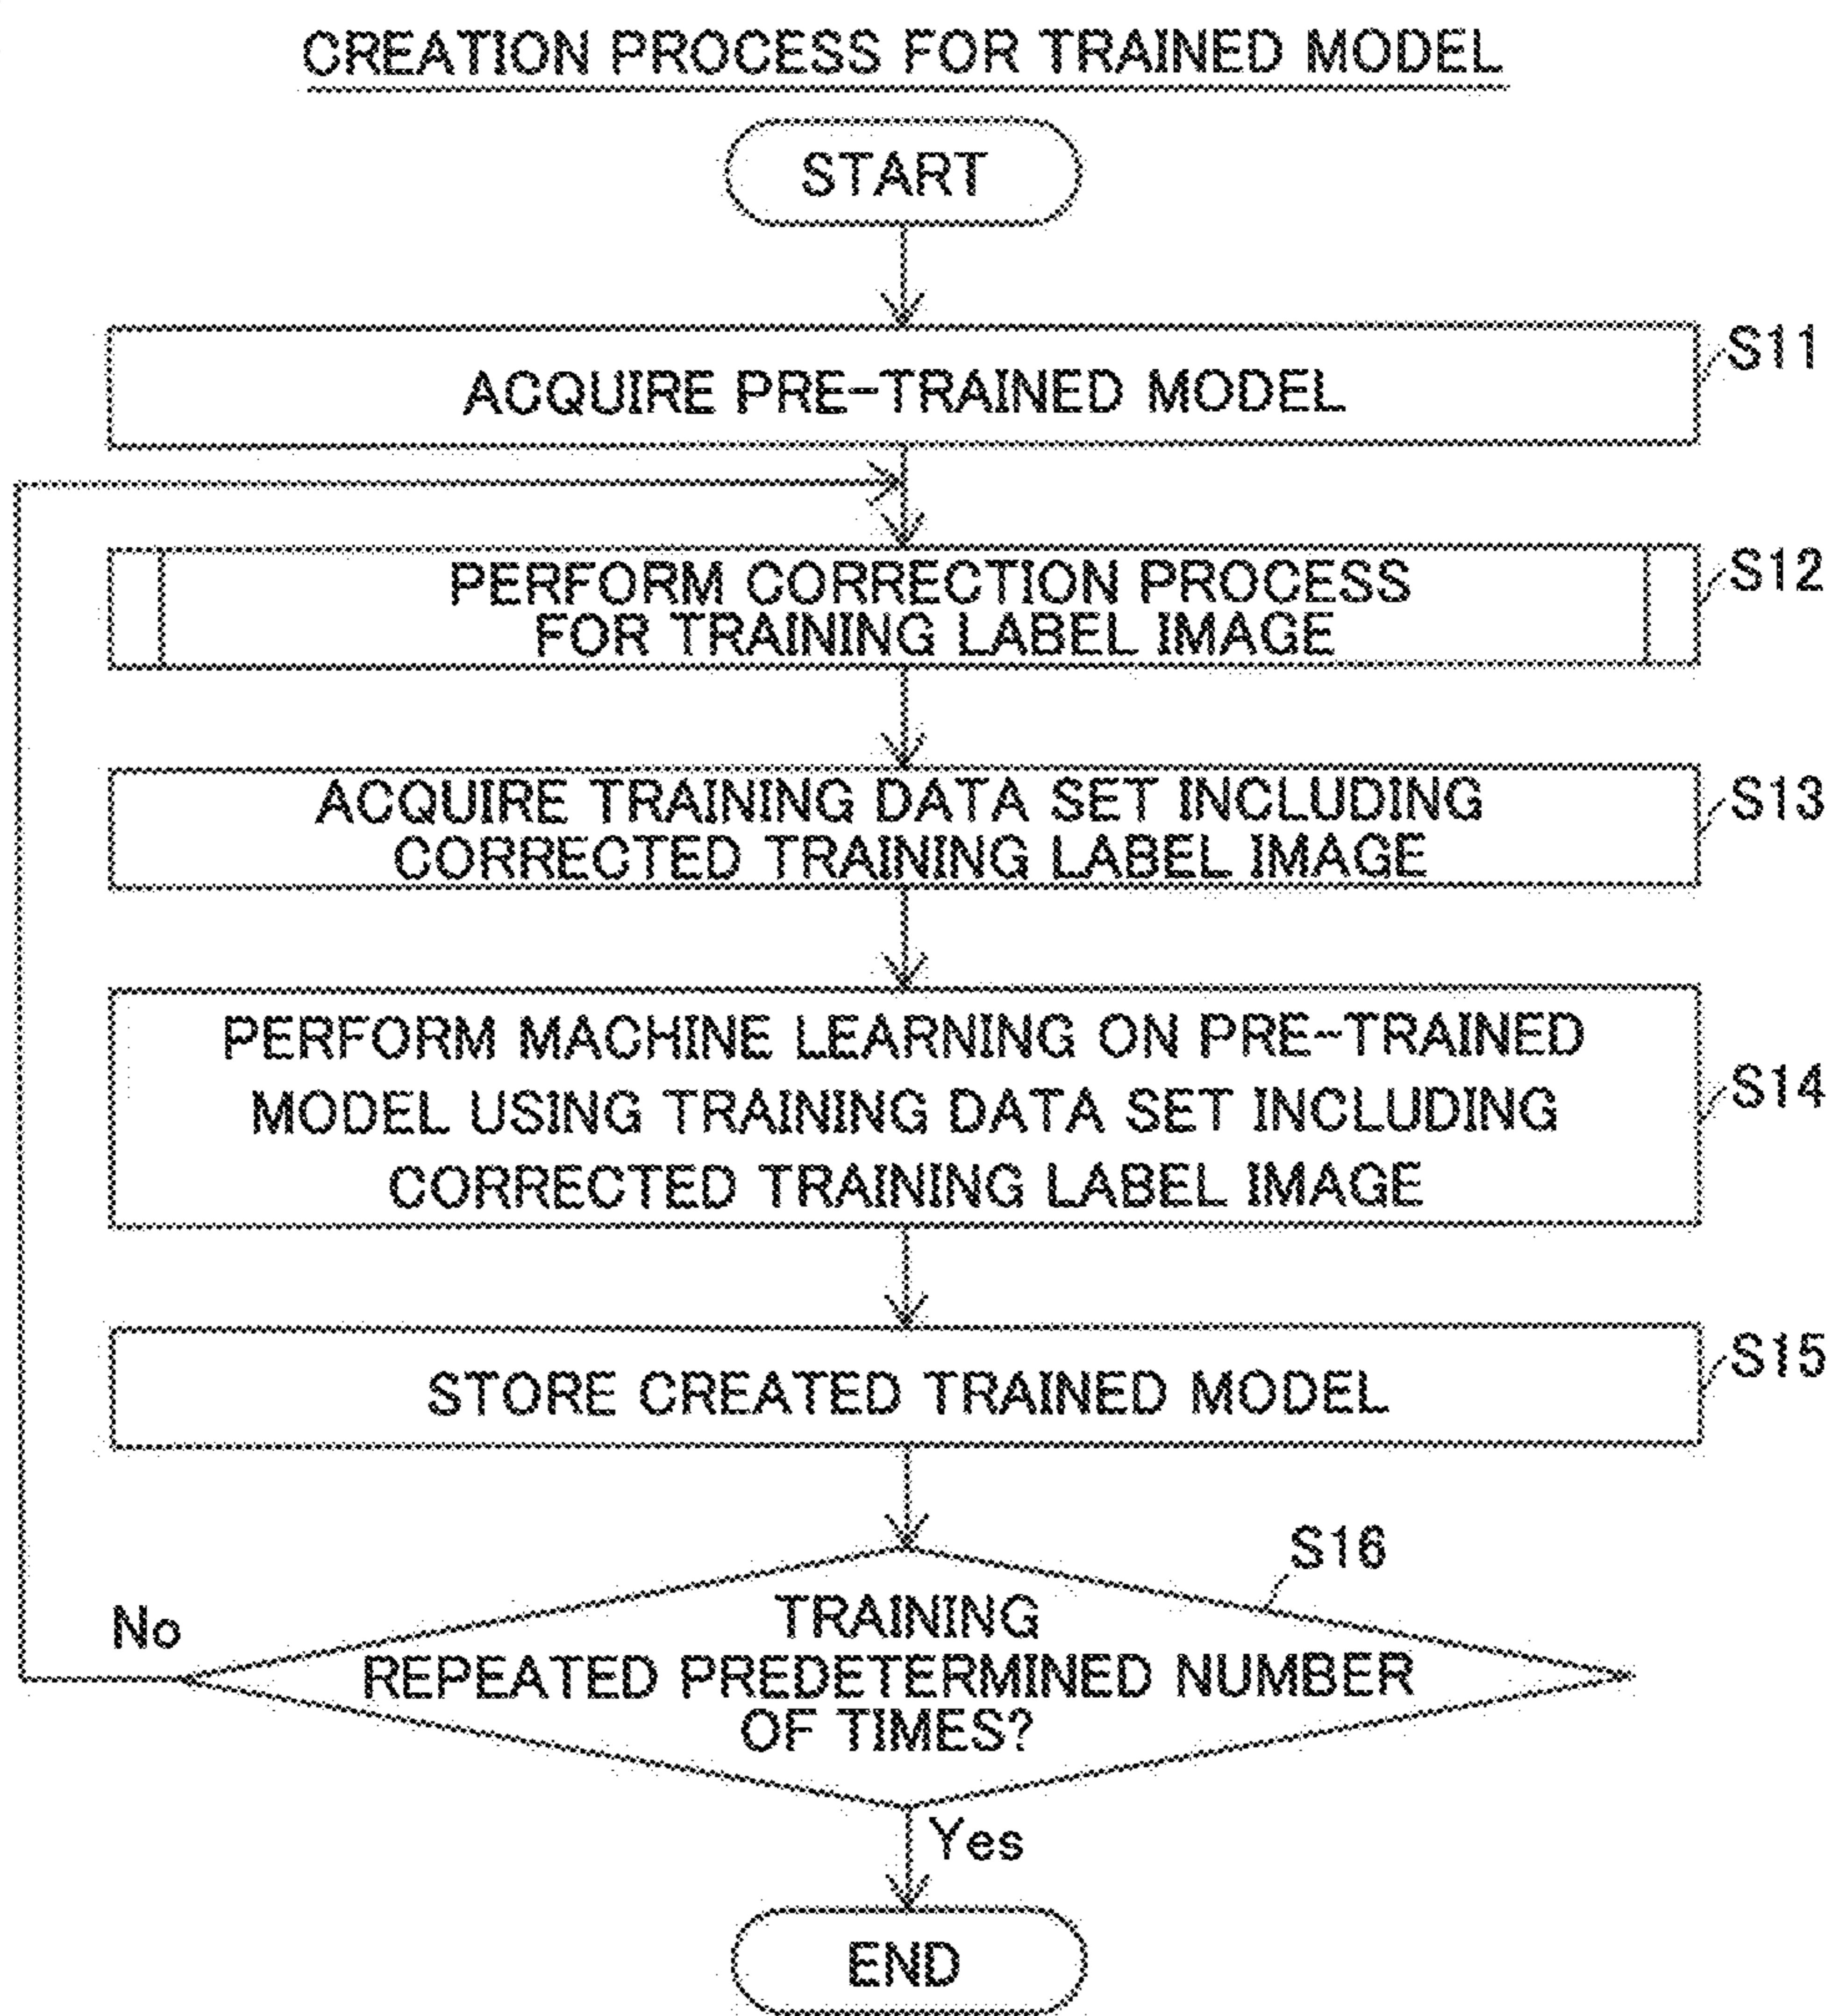 CREATION PROCESS FOR TRAINED MODEL
START
ACQUIRE PRE-TRAINED MODEL
S11
PERFORM CORRECTION PROCESS
FOR TRAINING LABEL IMAGE
S12
ACQUIRE TRAINING DATA SET INCLUDING
CORRECTED TRAINING LABEL IMAGE
S13
PERFORM MACHINE LEARNING ON PRE-TRAINED
MODEL USING TRAINING DATA SET INCLUDING
CORRECTED TRAINING LABEL IMAGE
S14
STORE CREATED TRAINED MODEL
S15
S16
TRAINING
REPEATED PREDETERMINED NUMBER
OF TIMES?
No
Yes
END